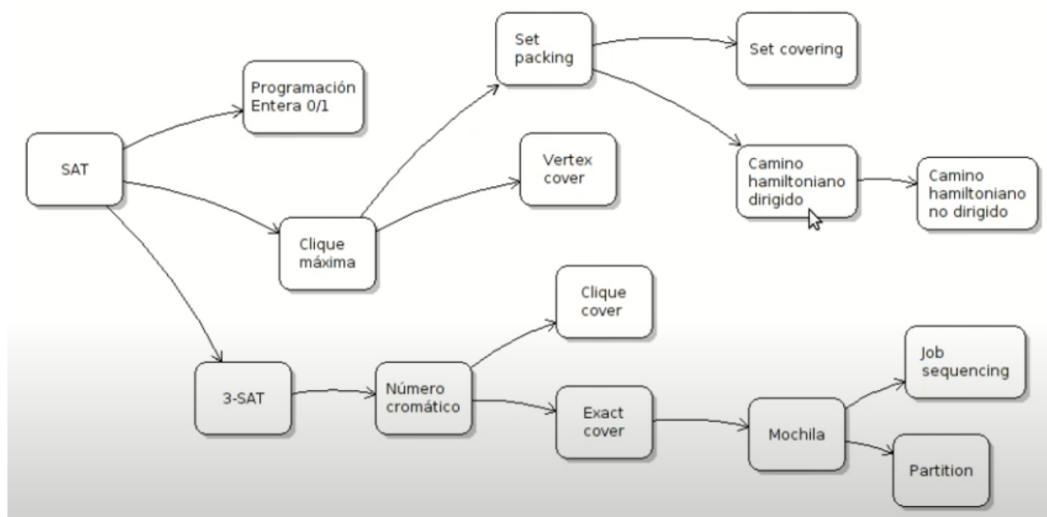 Set
packing
Set covering
Programación
Entera 0/1
SAT
Vertex
cover
Camino
hamiltoniano
dirigido
Camino
hamiltoniano
no dirigido
Clique
máxima
Clique
cover
3-SAT
Número
cromático
Exact
cover
Mochila
Job
sequencing
Partition